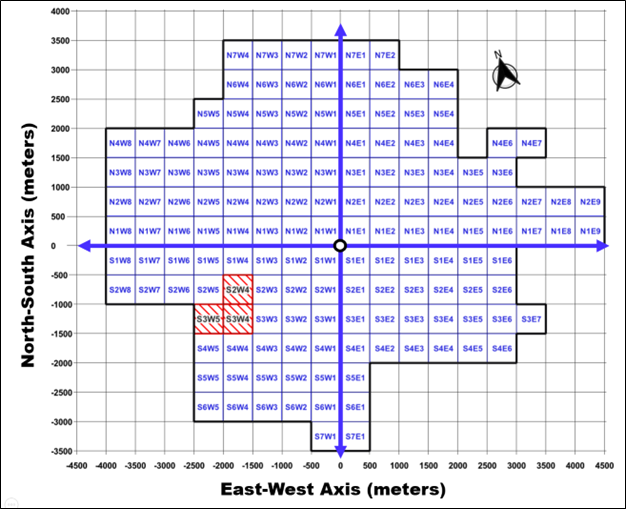 4000
3500
N
N7W4 N7W3 N7W2 N7W1 N7E1 N7E2
3000
N6W4 N6W3 N6W2 N6W1 N6E1 N6E2 N6E3 N6E4
2500
N5W5 N5W4 N5W3 N5W2 N5W1 N5E1 N5E2 N5E3 N5E4
2000
N4W8 N4W7 N4W6 N4W5 N4W4 N4W3 N4W2 N4W1 N4E1 N4E2 N4E3 N4E4 N4E6 N4E7
1500
N3W8 N3W7 N3W6 N3W5 N3W4 N3W3 N3W2 N3W1 N3E1 N3E2 N3E3 N3E4 N3E5 N3E6
1000
N2W8 N2W7 N2W6 N2W5 N2W4 N2W3 N2W2 N2W1 N2E1 N2E2 N2E3 N2E4 N2E5 N2E6 N2E7 N2E8 N2E9
500
N1W8 N1W7 N1W6 N1W5 N1W4 N1W3 N1W2 N1W1 N1E1 N1E2 N1E3 N1E4 N1E5 N1E6 N1E7 N1E8 N1E9
0
S1W8 S1W7 S1W6 S1W5 S1W4 S1W3 S1W2 S1W1 S1E1 S1E2 S1E3 S1E4 S1E5 S1E6
-500
S2W8 S2W7 S2W6 S2W5 S2W4 S2W3 S2W2 S2W1 S2E1 S2E2 S2E3 S2E4 S2E5 S2E6
-1000
S3W5 S3W4 S3W3 S3W2 S3W1 S3E1 S3E2 S3E3 S3E4 S3E5 S3E6 S3E7
-1500
S4W5 S4W4 S4W3 S4W2 S4W1 S4E1 S4E2 S4E3 S4E4 S4E5 S4E6
-2000
S5W5 S5W4 S5W3 S5W2 S5W1 S5E1
-2500
S6W5 S6W4 S6W3 S6W2 S6W1 S6E1
-3000
S7W1 S7E1
-3500
-4500 -4000 -3500 -3000 -2500 -2000 -1500 -1000 -500 0 500 1000 1500 2000 2500 3000 3500 4000 4500
North-South Axis (meters)
East-West Axis (meters)